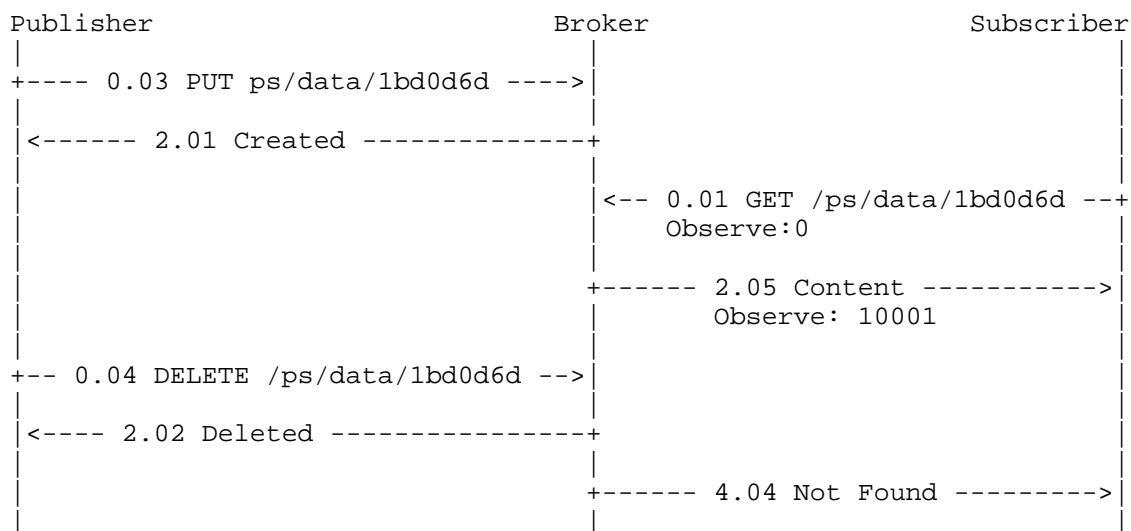 Publisher Broker Subscriber
+---- 0.03 PUT ps/data/1bd0d6d ---->|
|<------ 2.01 Created --------------+
|<-- 0.01 GET /ps/data/1bd0d6d --+
Observe:0
+------ 2.05 Content ----------->|
Observe: 10001
+-- 0.04 DELETE /ps/data/1bd0d6d -->|
|<---- 2.02 Deleted ----------------+
+------ 4.04 Not Found --------->|